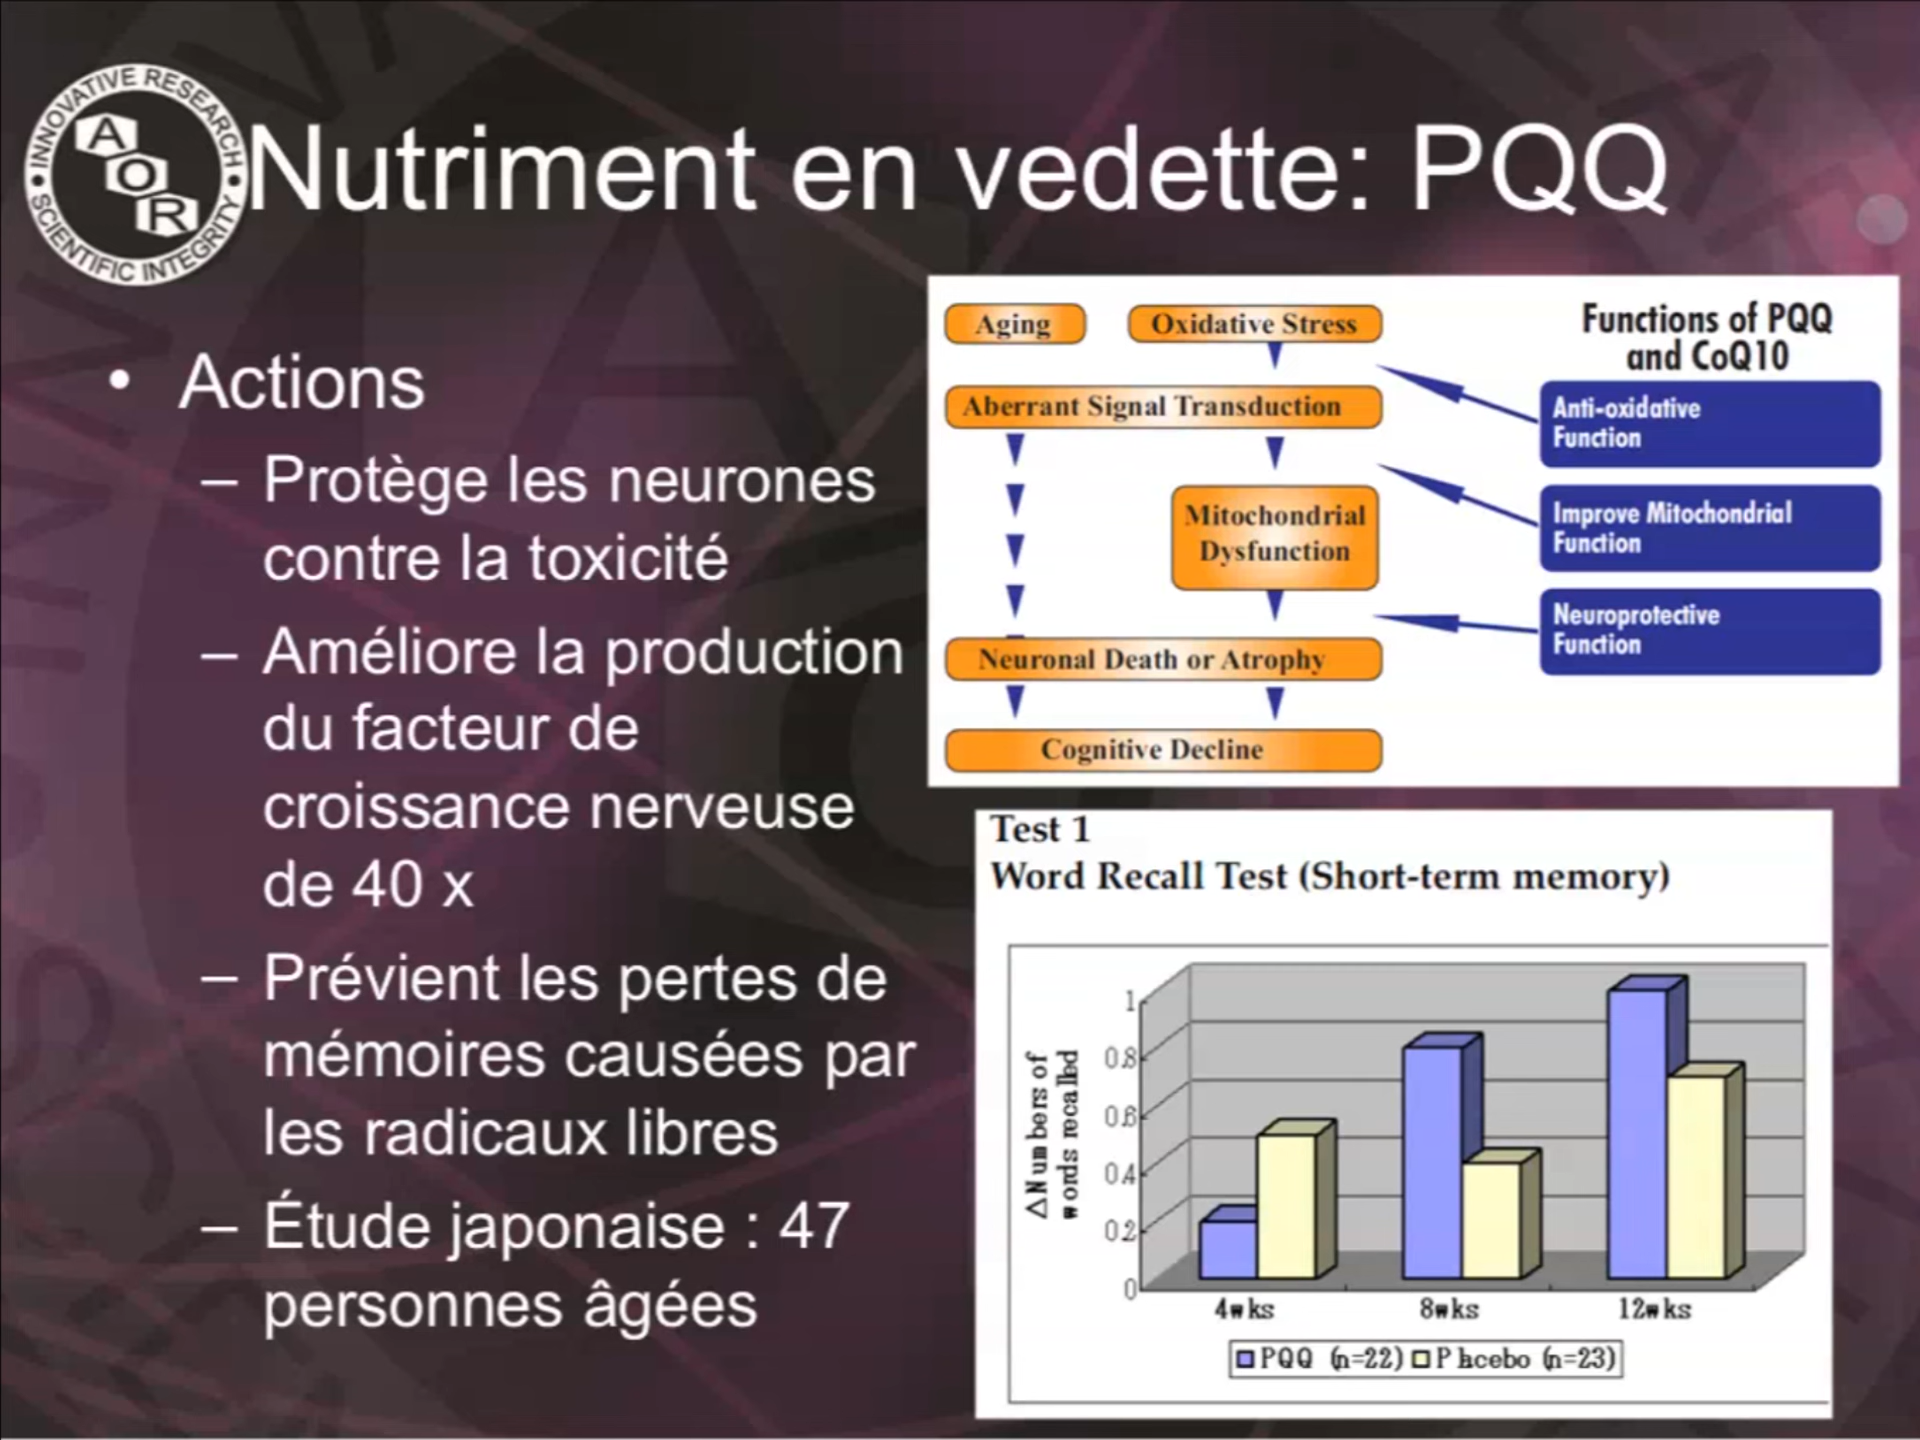 INNOVATIVE RESEARCH
SCIENTIFIC INTEGRITY
A
O
R
Nutriment en vedette: PQQ
• Actions
– Protège les neurones
contre la toxicité
– Améliore la production
du facteur de
croissance nerveuse
de 40 x
– Prévient les pertes de
mémoires causées par
les radicaux libres
– Étude japonaise : 47
personnes âgées
Aging
Oxidative Stress
Aberrant Signal Transduction
Mitochondrial
Dysfunction
Neuronal Death or Atrophy
Cognitive Decline
Functions of PQQ
and CoQ10
Anti-oxidative
Function
Improve Mitochondrial
Function
Neuroprotective
Function
Test 1
Word Recall Test (Short-term memory)
△Numbers of
words recalled
1
0.8
0.6
0.4
0.2
0
4wks
8wks
12wks
PQQ (n=22)
Placebo (n=23)